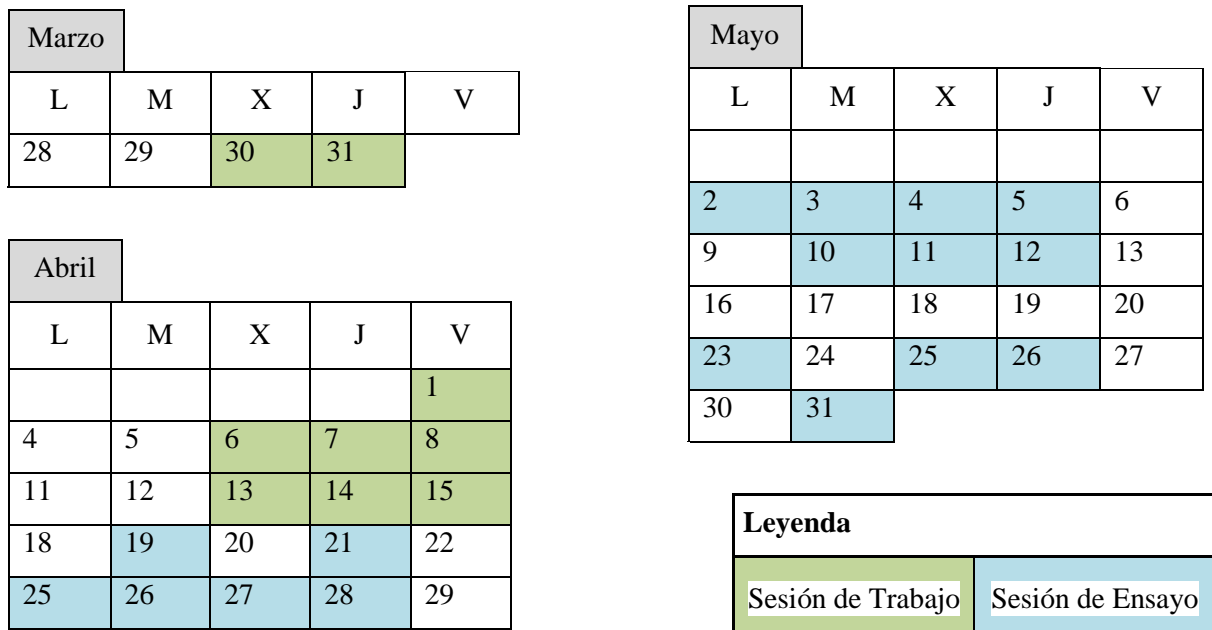 Marzo
L M X J V
28 29 30 31
Abril
L M X J V
1
4 5 6 7 8
11 12 13 14 15
18 19 20 21 22
25 26 27 28 29
Mayo
L M X J V
2 3 4 5 6
9 10 11 12 13
16 17 18 19 20
23 24 25 26 27
30 31
Leyenda
Sesión de Trabajo Sesión de Ensayo